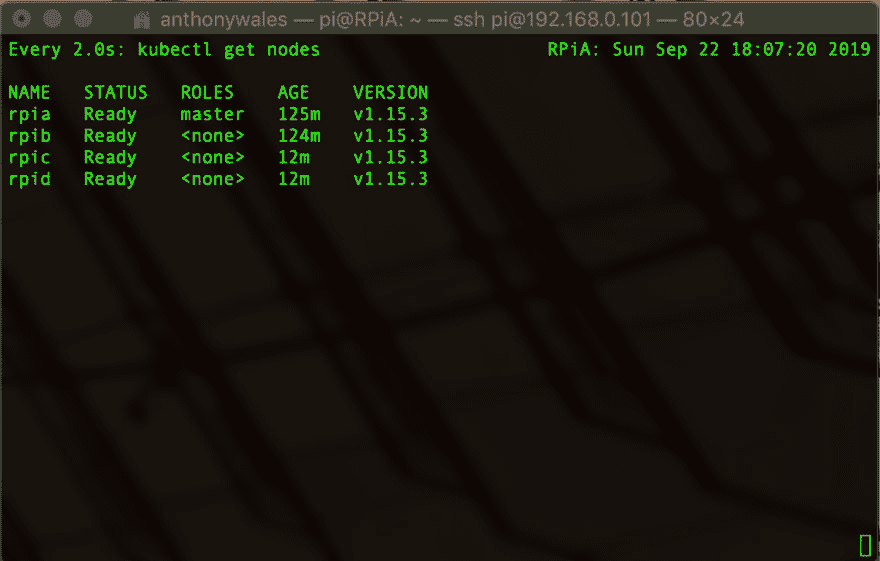 anthonywales — pi@RPiA: ~ — ssh pi@192.168.0.101 — 80×24
Every 2.0s: kubectl get nodes RPiA: Sun Sep 22 18:07:20 2019
NAME STATUS ROLES AGE VERSION
rpia Ready master 125m v1.15.3
rpib Ready <none> 124m v1.15.3
rpic Ready <none> 12m v1.15.3
rpid Ready <none> 12m v1.15.3